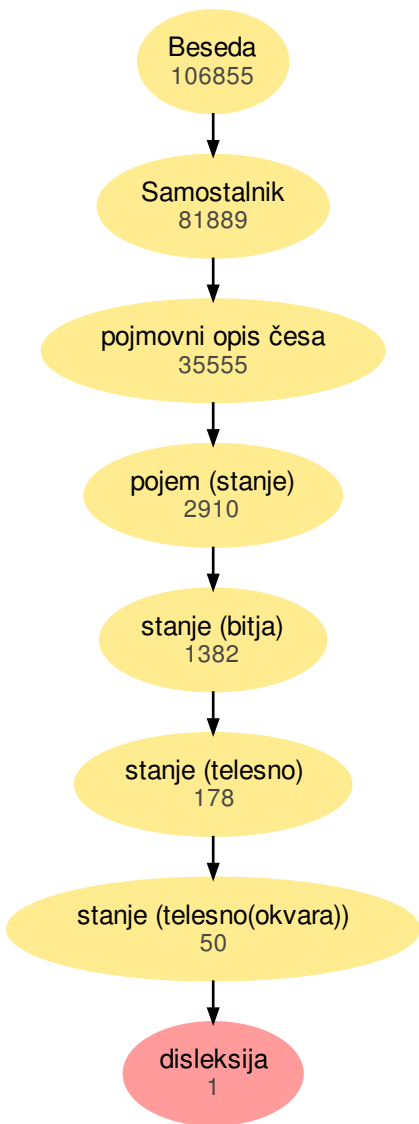 Beseda
106855
Samostalnik
81889
pojmovni opis česa
35555
pojem (stanje)
2910
stanje (bitja)
1382
stanje (telesno)
178
stanje (telesno(okvara))
50
disleksija
1